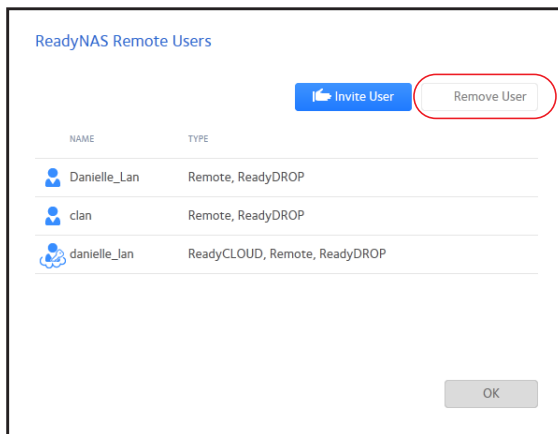 ReadyNAS Remote Users
Invite User Remove User
NAME TYPE
Danielle_Lan Remote, ReadyDROP
clan Remote, ReadyDROP
danielle_lan ReadyCLOUD, Remote, ReadyDROP
OK